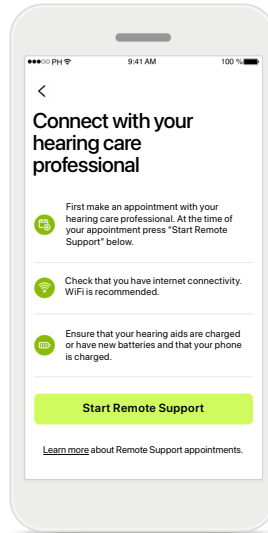 ●●●○○ PH 9:41 AM 100 %
Connect with your
hearing care
professional
First make an appointment with your
hearing care professional. At the time of
your appointment press “Start Remote
Support” below.
Check that you have internet connectivity.
WiFi is recommended.
Ensure that your hearing aids are charged
or have new batteries and that your phone
is charged.
Start Remote Support
Learn more about Remote Support appointments.